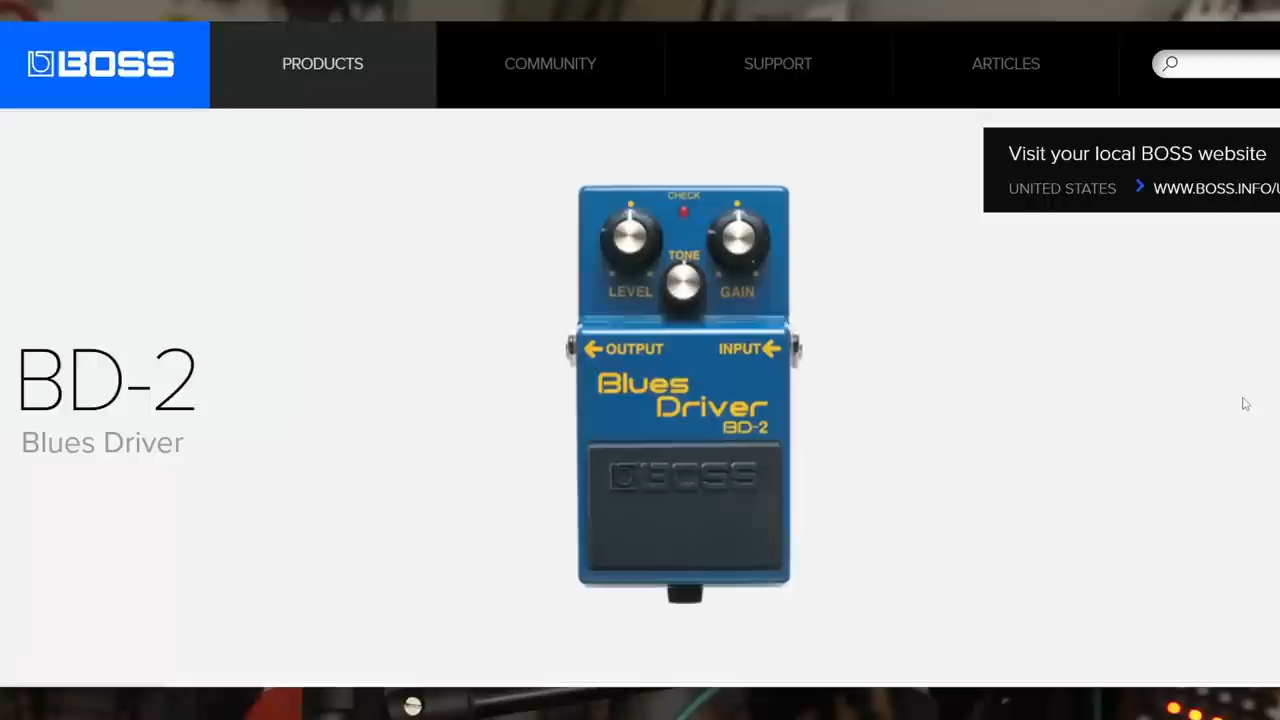 BOSS
PRODUCTS
COMMUNITY
SUPPORT
ARTICLES
Visit your local BOSS website
UNITED STATES
WWW.BOSS.INFO/U
CHECK
TONE
LEVEL
GAIN
OUTPUT
INPUT
Blues
Driver
BD-2
BOSS
BD-2
Blues Driver